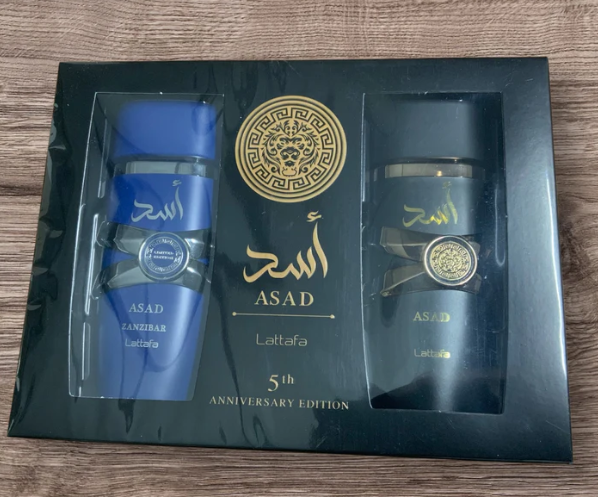 أسد
ASAD
ZANZIBAR
Lattafa
أسد
ASAD
Lattafa
5th
ANNIVERSARY EDITION
أسد
ASAD
Lattafa